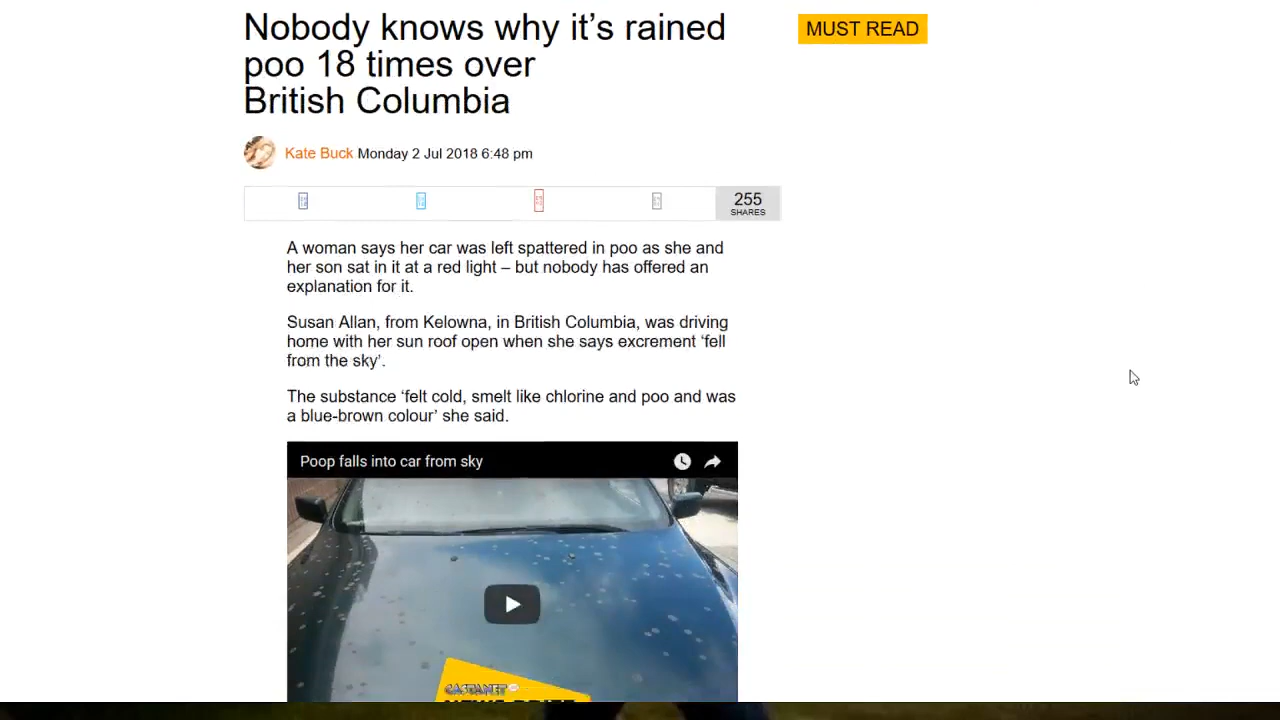 Nobody knows why it’s rained
poo 18 times over
British Columbia
MUST READ
Kate Buck Monday 2 Jul 2018 6:48 pm
255
SHARES
A woman says her car was left spattered in poo as she and
her son sat in it at a red light – but nobody has offered an
explanation for it.
Susan Allan, from Kelowna, in British Columbia, was driving
home with her sun roof open when she says excrement ‘fell
from the sky’.
The substance ‘felt cold, smelt like chlorine and poo and was
a blue-brown colour’ she said.
Poop falls into car from sky
CASTANET